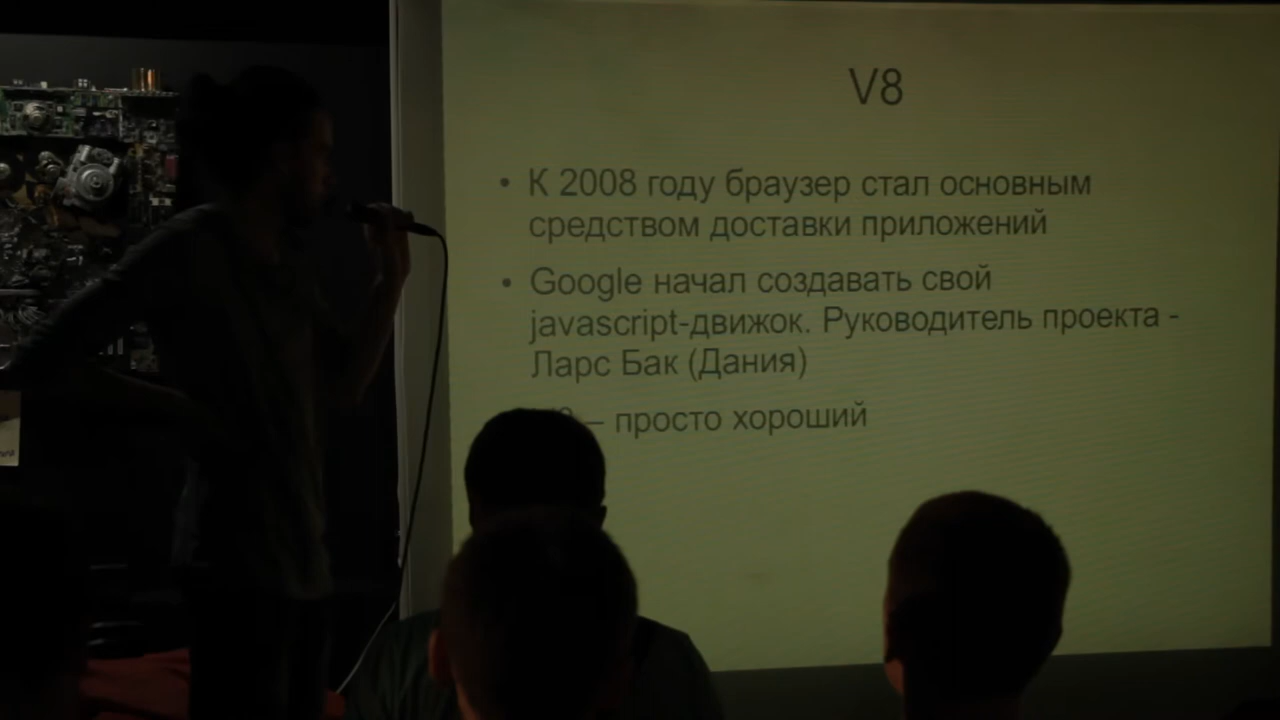 V8
• К 2008 году браузер стал основным
средством доставки приложений
• Google начал создавать свой
javascript-движок. Руководитель проекта -
Ларс Бак (Дания)
– просто хороший